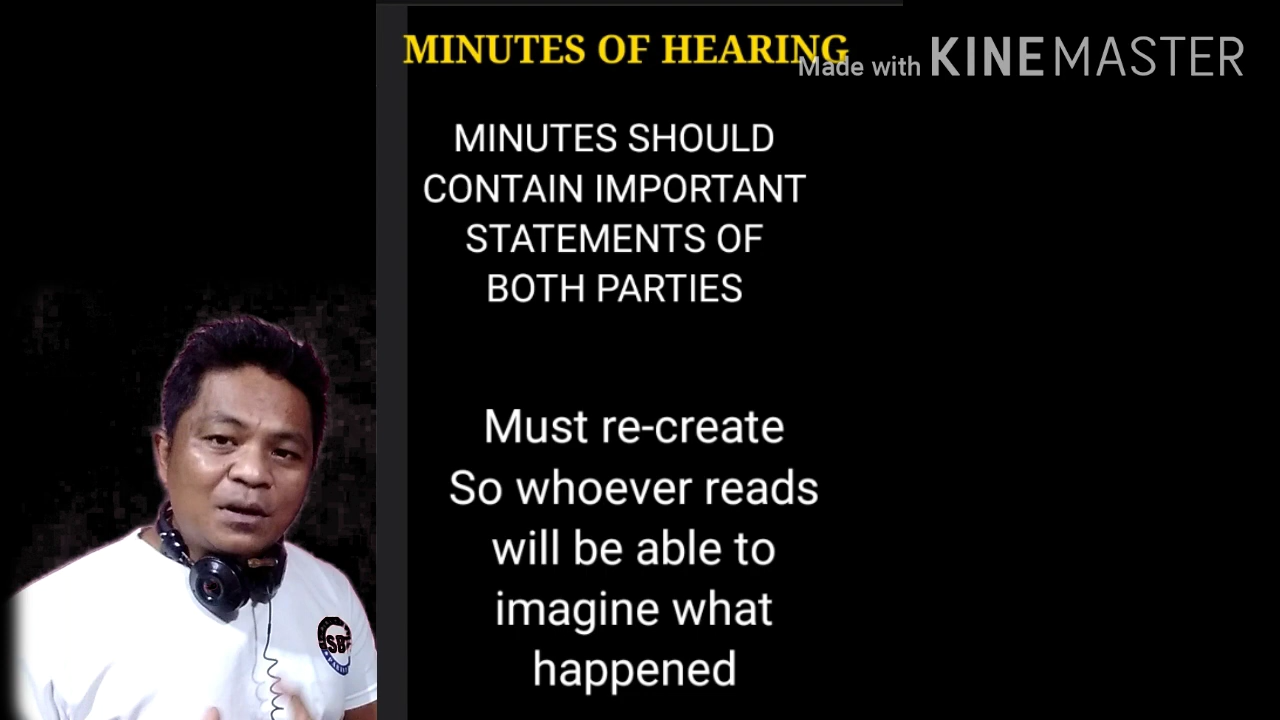 MINUTES OF HEARING
Made with KINEMASTER
MINUTES SHOULD
CONTAIN IMPORTANT
STATEMENTS OF
BOTH PARTIES
Must re-create
So whoever reads
will be able to
imagine what
happened